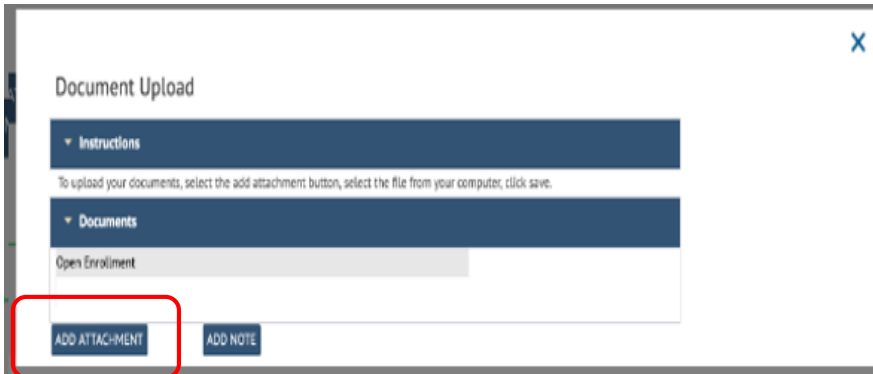 X
Document Upload
Instructions
To upload your documents, select the add attachment button, select the file from your computer, click save.
Documents
Open Enrollment
ADD ATTACHMENT ADD NOTE